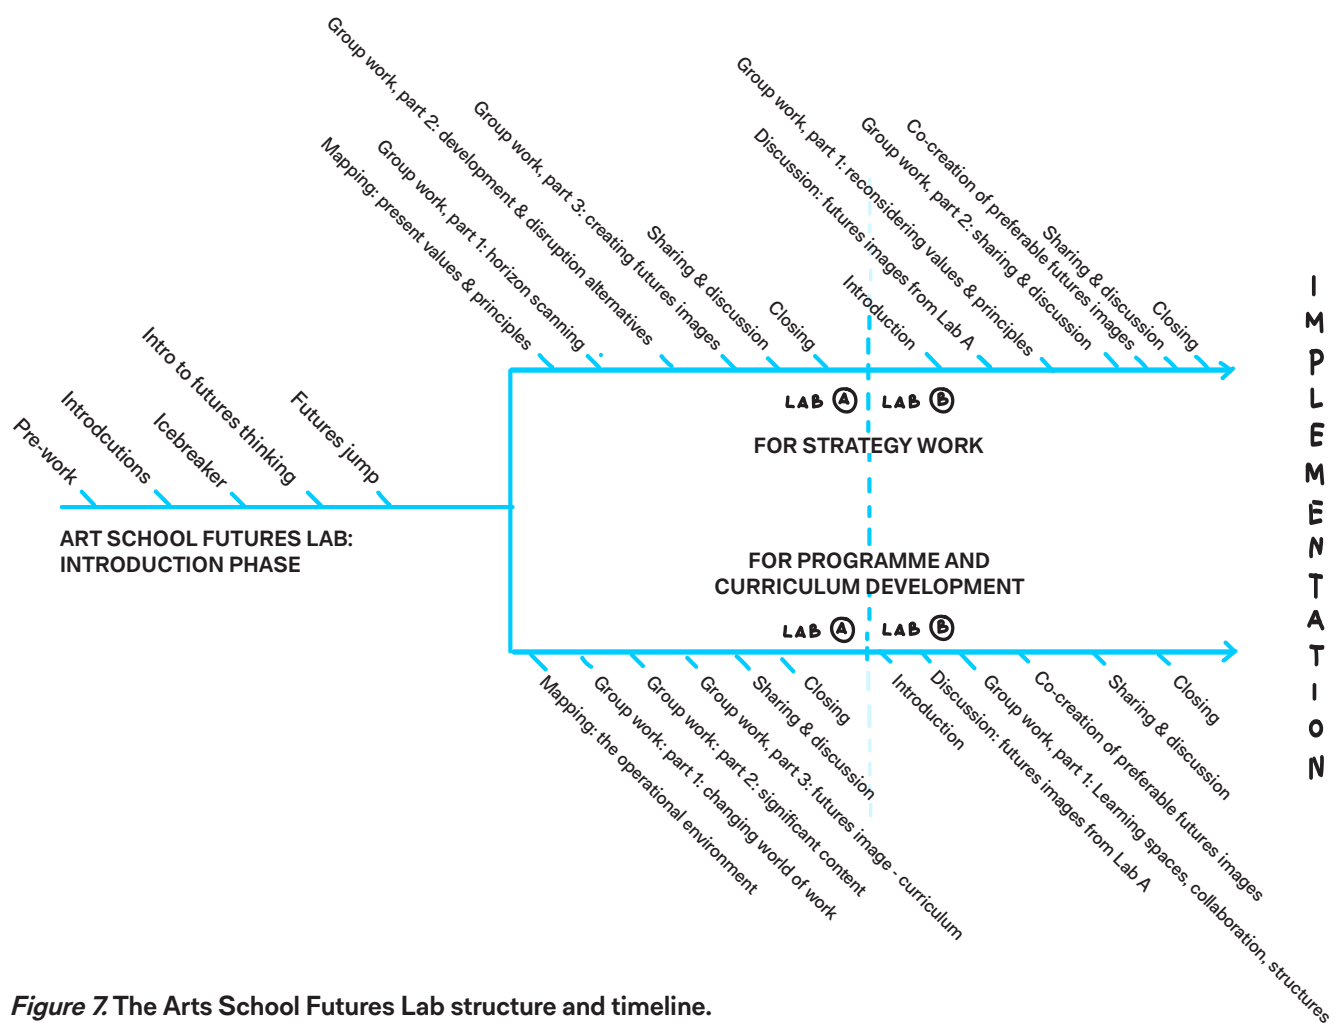 Pre-work
Introdcutions
Icebreaker
Intro to futures thinking
Futures jump
ART SCHOOL FUTURES LAB:
INTRODUCTION PHASE
Mapping: present values & principles
Group work, part 1: horizon scanning
Group work, part 2: development & disruption alternatives
Group work, part 3: creating futures images
Sharing & discussion
Closing
Introduction
Discussion: futures images from Lab A
Group work, part 1: reconsidering values & principles
Group work, part 2: sharing & discussion
Co-creation of preferable futures images
Sharing & discussion
Closing
LAB A
LAB B
FOR STRATEGY WORK
FOR PROGRAMME AND
CURRICULUM DEVELOPMENT
LAB A
LAB B
Mapping: the operational environment
Group work: part 1: changing world of work
Group work: part 2: significant content
Group work, part 3: futures image - curriculum
Sharing & discussion
Closing
Introduction
Discussion: futures images from Lab A
Group work, part 1: Learning spaces, collaboration, structures
Co-creation of preferable futures images
Sharing & discussion
Closing
IMPLEMENTATION
Figure 7. The Arts School Futures Lab structure and timeline.